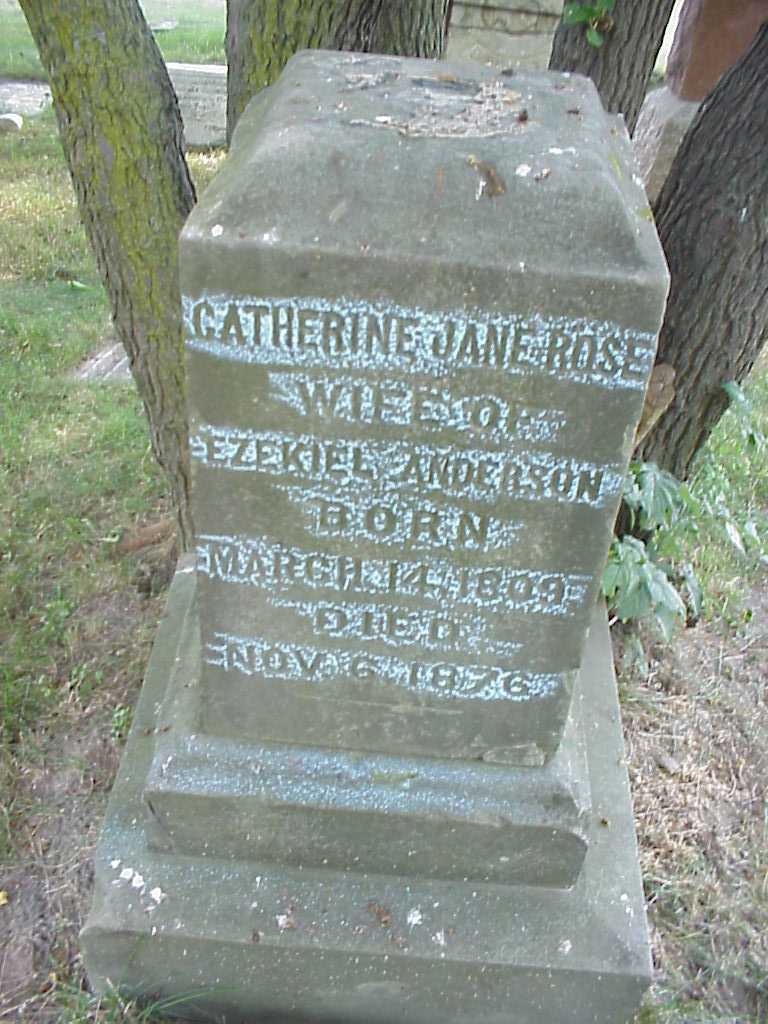 CATHERINE JANE ROSE
WIFE OF
EZEKIEL ANDERSON
BORN
MARCH 14, 1809
DIED
NOV. 6. 1876